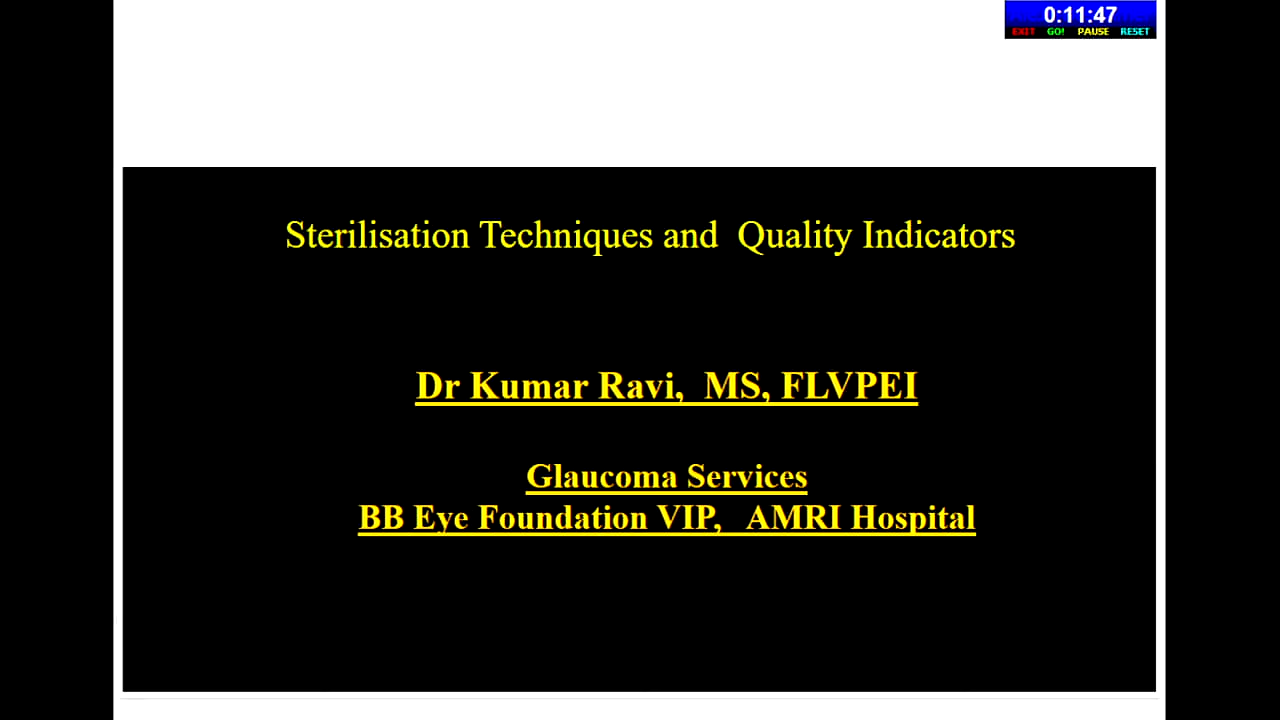 0:11:47
EXIT GO! PAUSE RESET
Sterilisation Techniques and Quality Indicators
Dr Kumar Ravi, MS, FLVPEI
Glaucoma Services
BB Eye Foundation VIP, AMRI Hospital